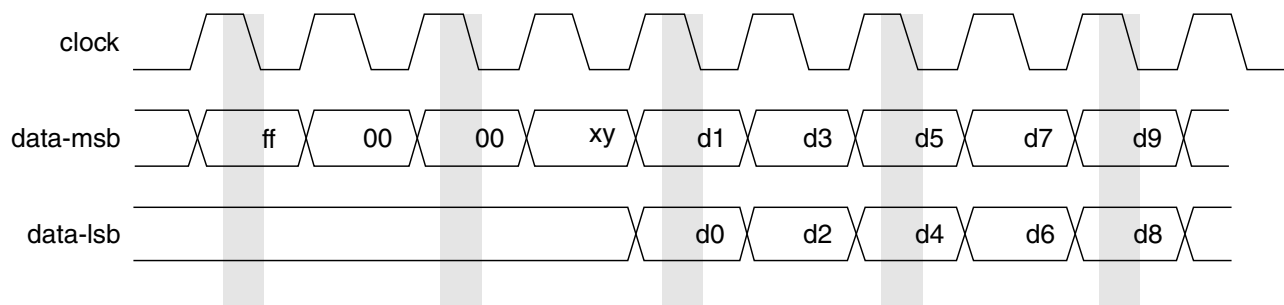 clock
data-msb ff 00 00 xy d1 d3 d5 d7 d9
data-lsb d0 d2 d4 d6 d8